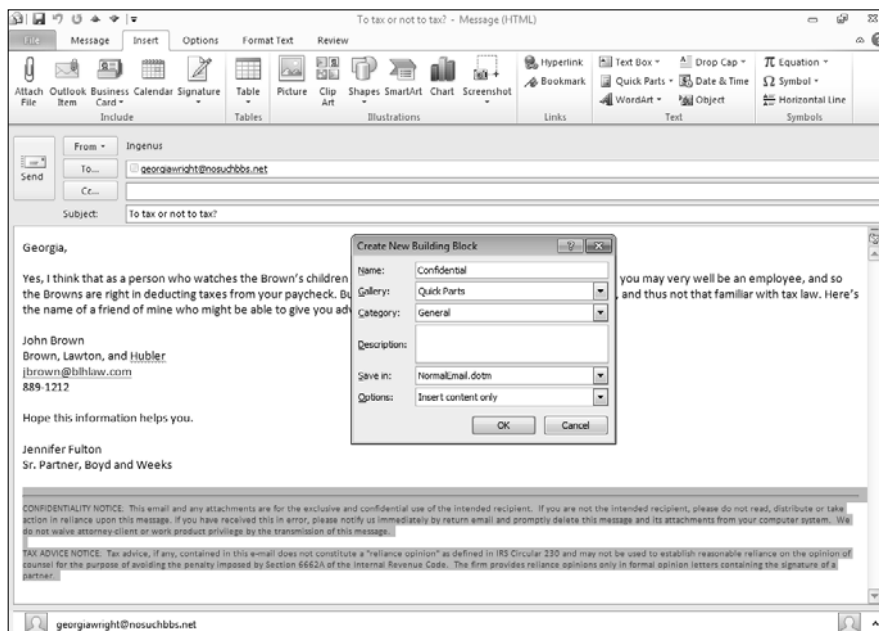 To tax or not to tax? - Message (HTML)
File Message Insert Options Format Text Review
Attach File
Outlook Item
Business Card
Calendar
Signature
Include
Table
Tables
Picture
Clip Art
Shapes
SmartArt
Chart
Screenshot
Illustrations
Hyperlink
Bookmark
Links
Text Box
Quick Parts
WordArt
Drop Cap
Date & Time
Object
Text
Equation
Symbol
Horizontal Line
Symbols
Send
From Ingenus
To... georgiawright@nosuchbbs.net
Cc...
Subject: To tax or not to tax?
Georgia,
Yes, I think that as a person who watches the Brown's children you may very well be an employee, and so
the Browns are right in deducting taxes from your paycheck. Bu , and thus not that familiar with tax law. Here's
the name of a friend of mine who might be able to give you adv
John Brown
Brown, Lawton, and Hubler
jbrown@blhlaw.com
889-1212
Hope this information helps you.
Jennifer Fulton
Sr. Partner, Boyd and Weeks
Create New Building Block
Name: Confidential
Gallery: Quick Parts
Category: General
Description:
Save in: NormalEmail.dotm
Options: Insert content only
OK Cancel
CONFIDENTIALITY NOTICE: This email and any attachments are for the exclusive and confidential use of the intended recipient. If you are not the intended recipient, please do not read, distribute or take
action in reliance upon this message. If you have received this in error, please notify us immediately by return email and promptly delete this message and its attachments from your computer system. We
do not waive attorney-client or work product privilege by the transmission of this message.
TAX ADVICE NOTICE: Tax advice, if any, contained in this e-mail does not constitute a "reliance opinion" as defined in IRS Circular 230 and may not be used to establish reasonable reliance on the opinion of
counsel for the purpose of avoiding the penalty imposed by Section 6662A of the Internal Revenue Code. The firm provides reliance opinions only in formal opinion letters containing the signature of a
partner.
georgiawright@nosuchbbs.net